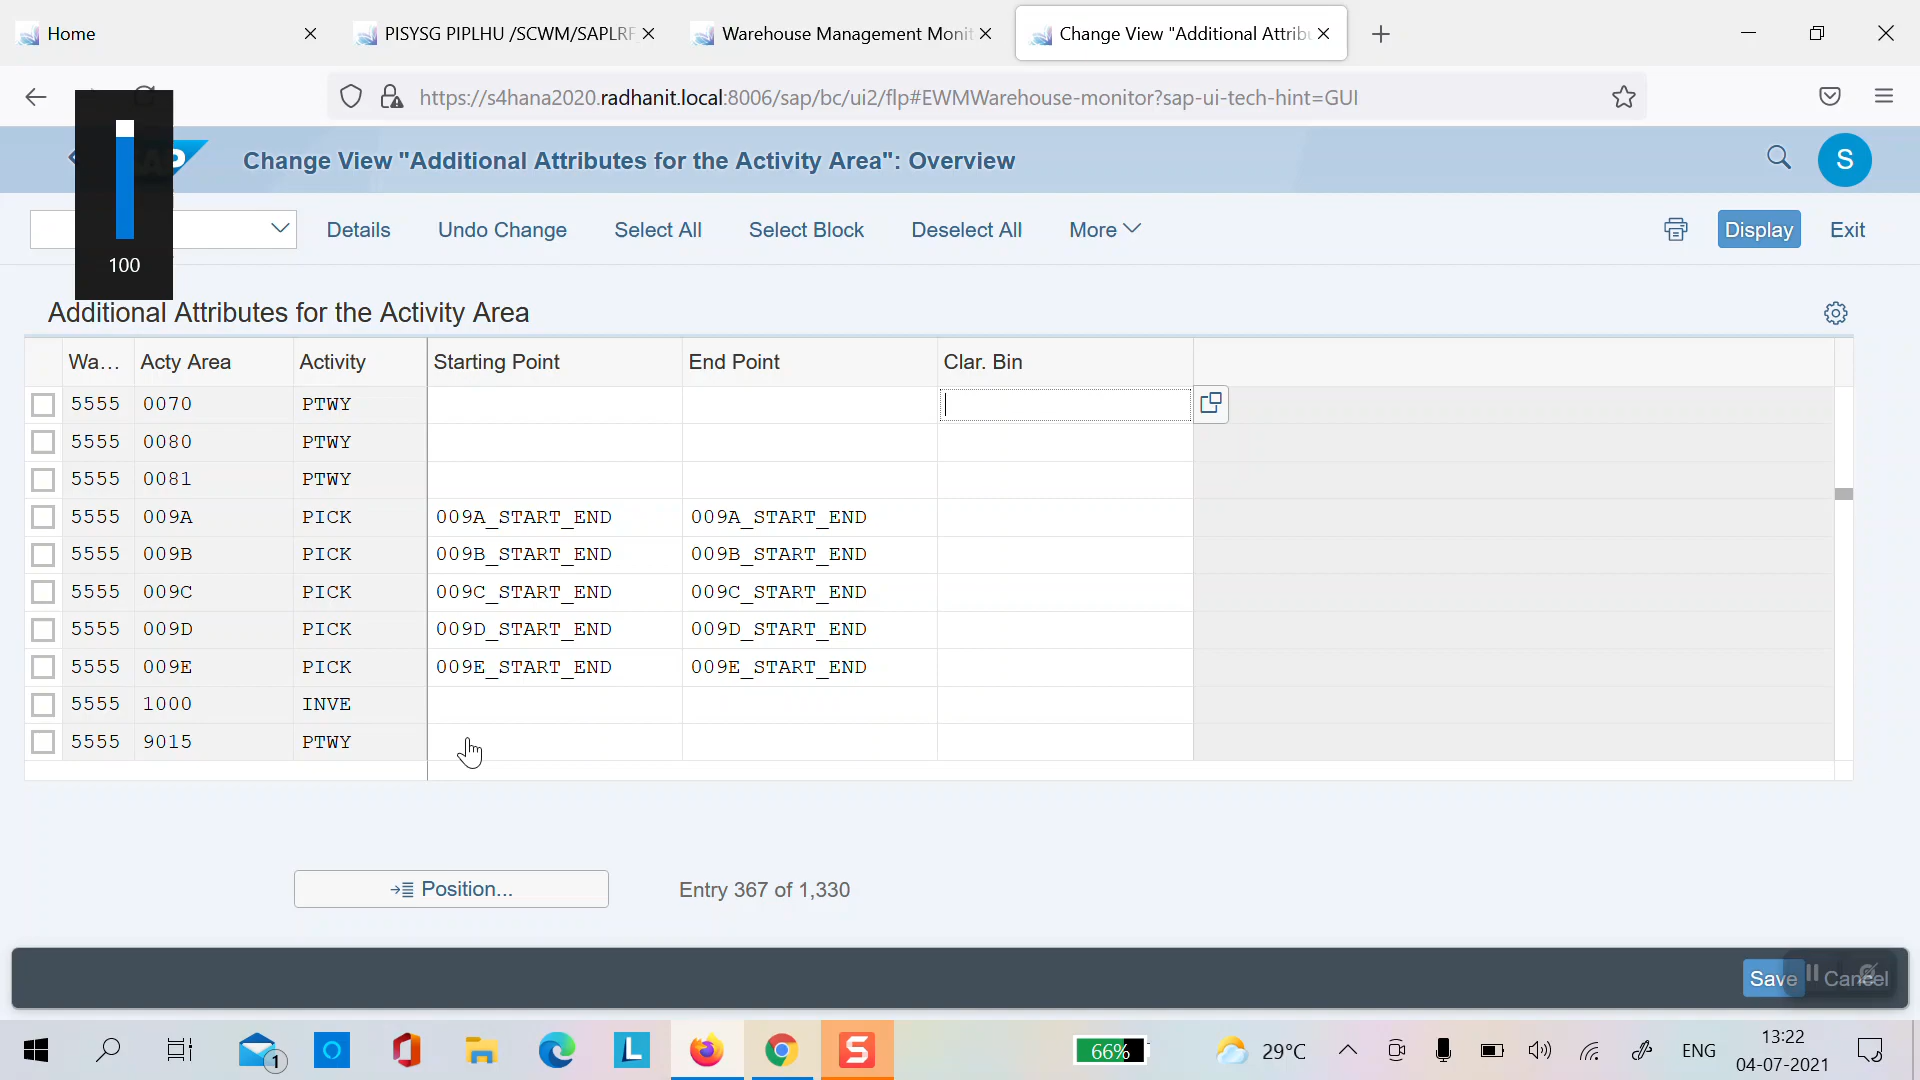 Home
PISYSG PIPLHU /SCWM/SAPLRF
Warehouse Management Monit
Change View "Additional Attribu
https://s4hana2020.radhanit.local:8006/sap/bc/ui2/flp#EWMWarehouse-monitor?sap-ui-tech-hint=GUI
Change View "Additional Attributes for the Activity Area": Overview
S
Details Undo Change Select All Select Block Deselect All More
Display Exit
100
Additional Attributes for the Activity Area
Wa... Acty Area Activity Starting Point End Point Clar. Bin
5555 0070 PTWY
5555 0080 PTWY
5555 0081 PTWY
5555 009A PICK 009A_START_END 009A_START_END
5555 009B PICK 009B_START_END 009B_START_END
5555 009C PICK 009C_START_END 009C_START_END
5555 009D PICK 009D_START_END 009D_START_END
5555 009E PICK 009E_START_END 009E_START_END
5555 1000 INVE
5555 9015 PTWY
Position... Entry 367 of 1,330
Save Cancel
1
L
S
66%
29°C
ENG
13:22
04-07-2021